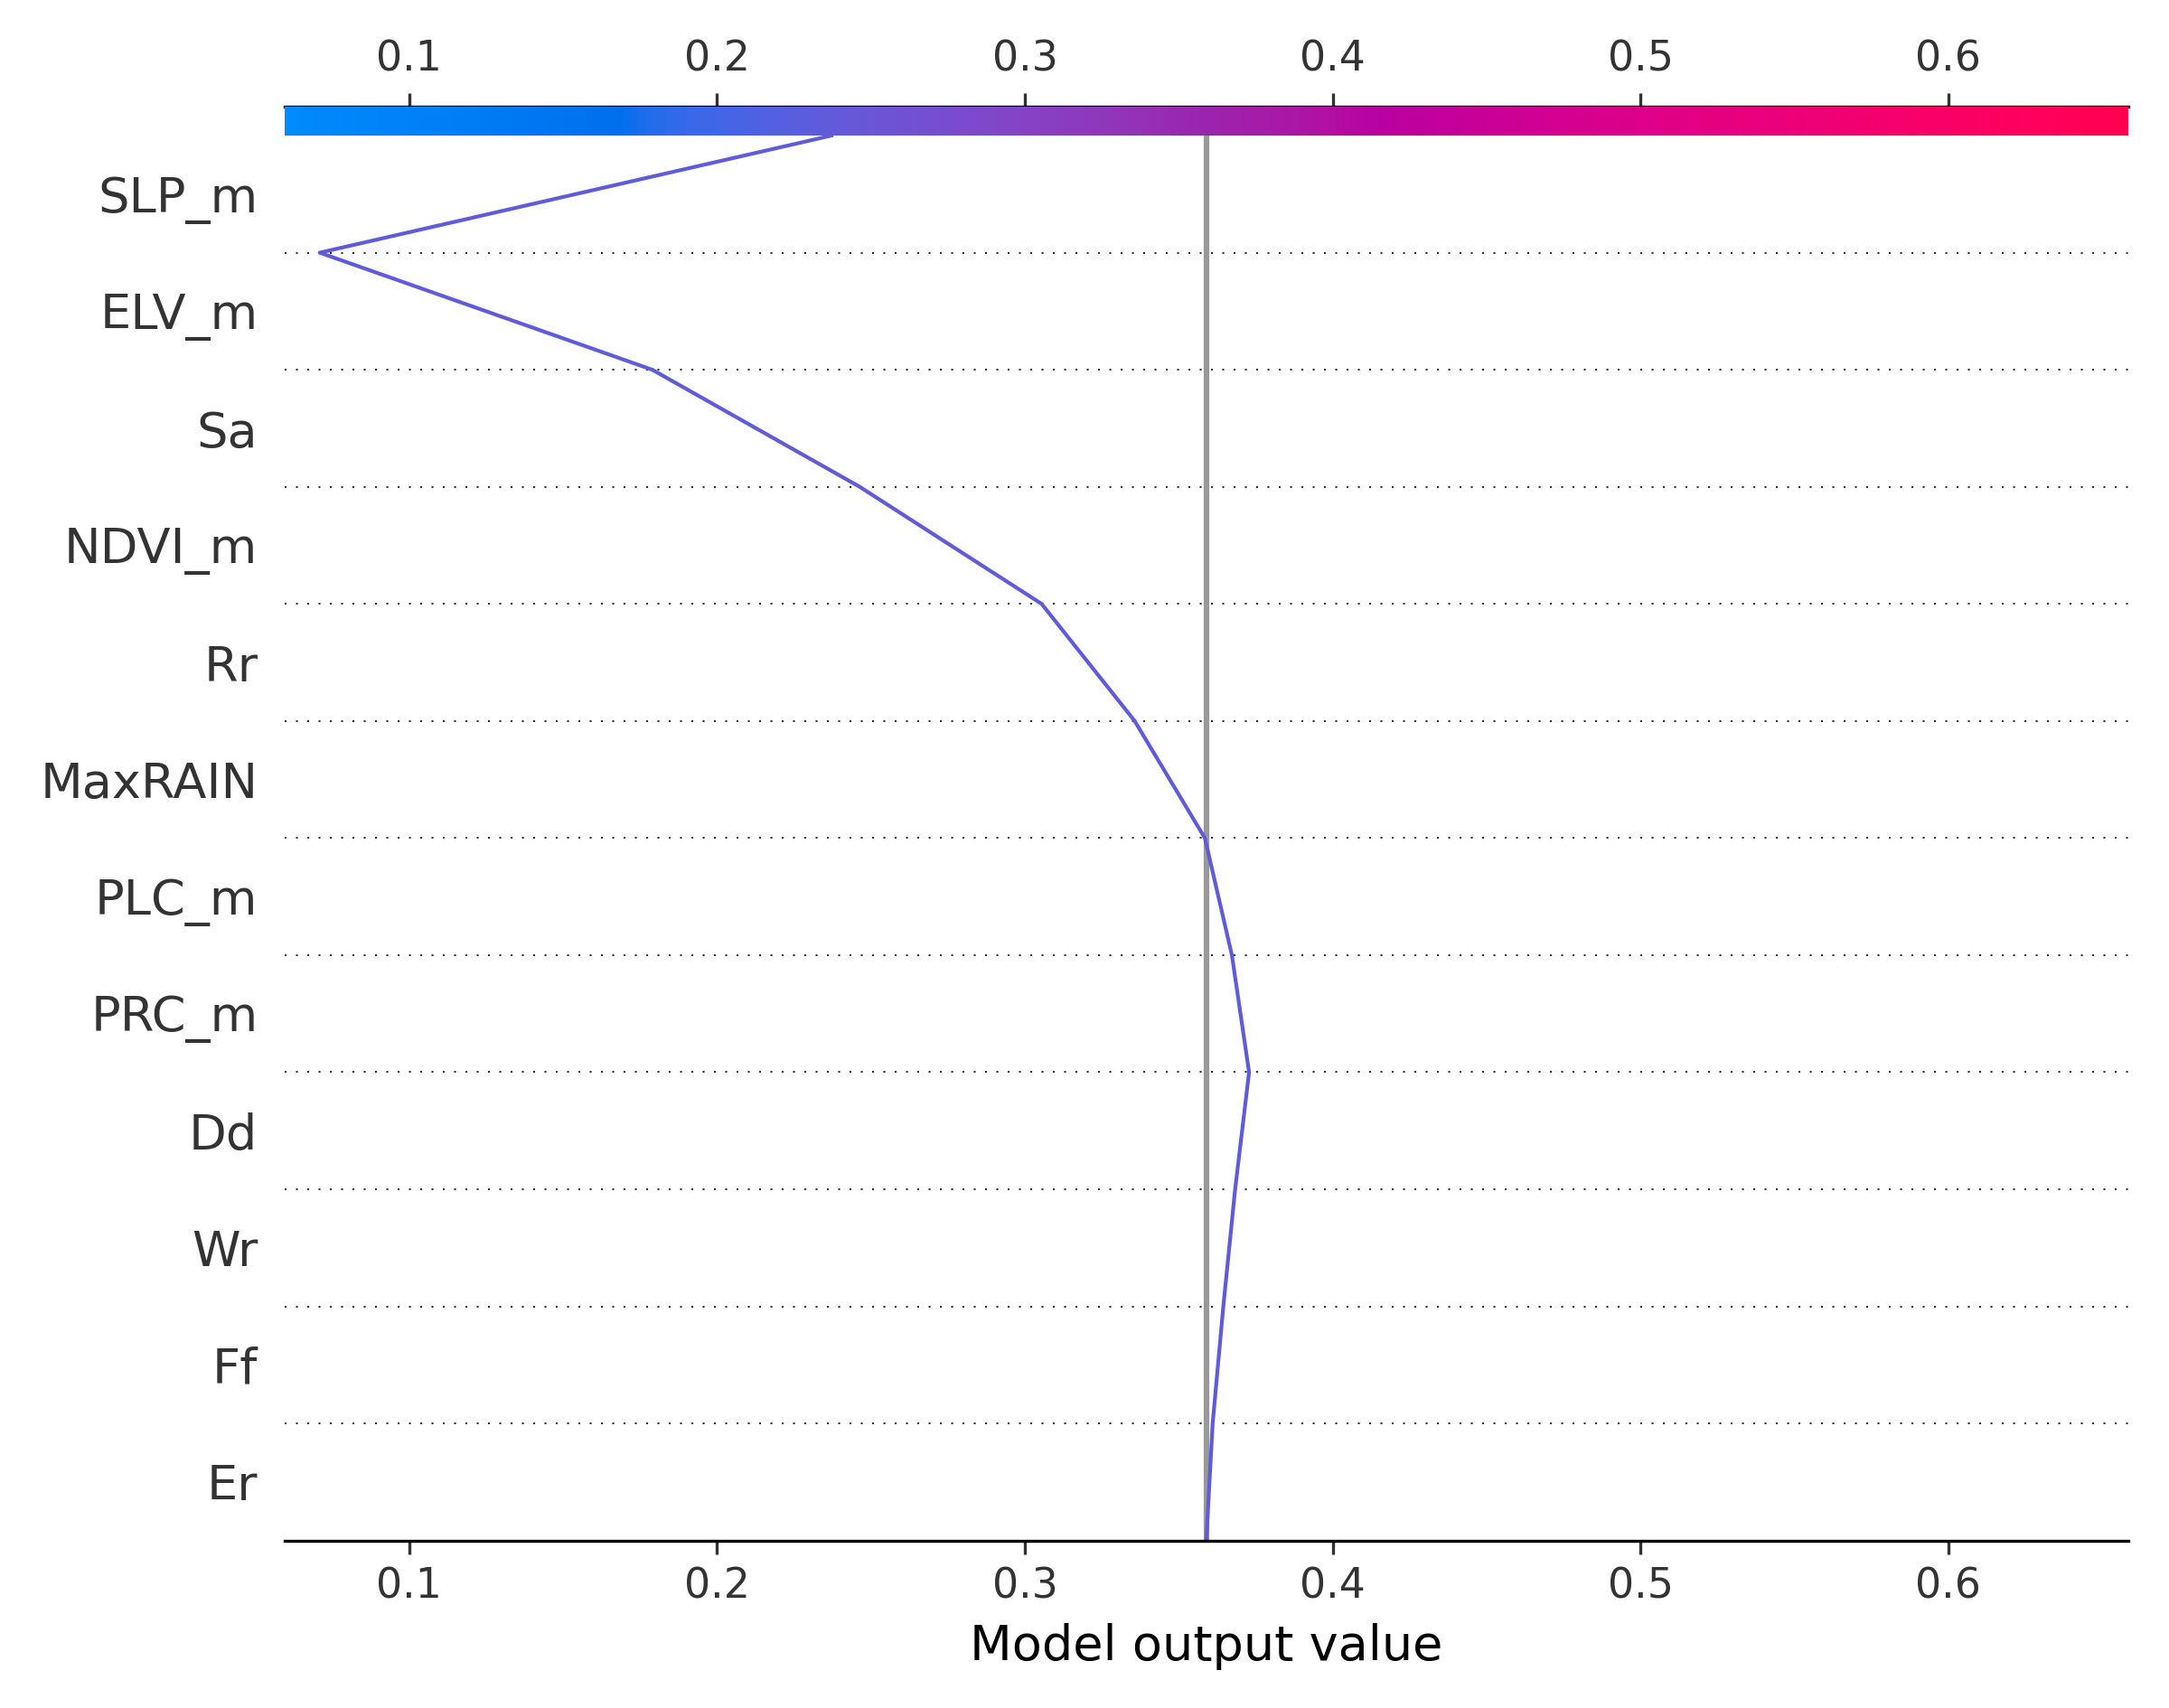 0.1 0.2 0.3 0.4 0.5 0.6
SLP_m
ELV_m
Sa
NDVI_m
Rr
MaxRAIN
PLC_m
PRC_m
Dd
Wr
Ff
Er
0.1 0.2 0.3 0.4 0.5 0.6
Model output value